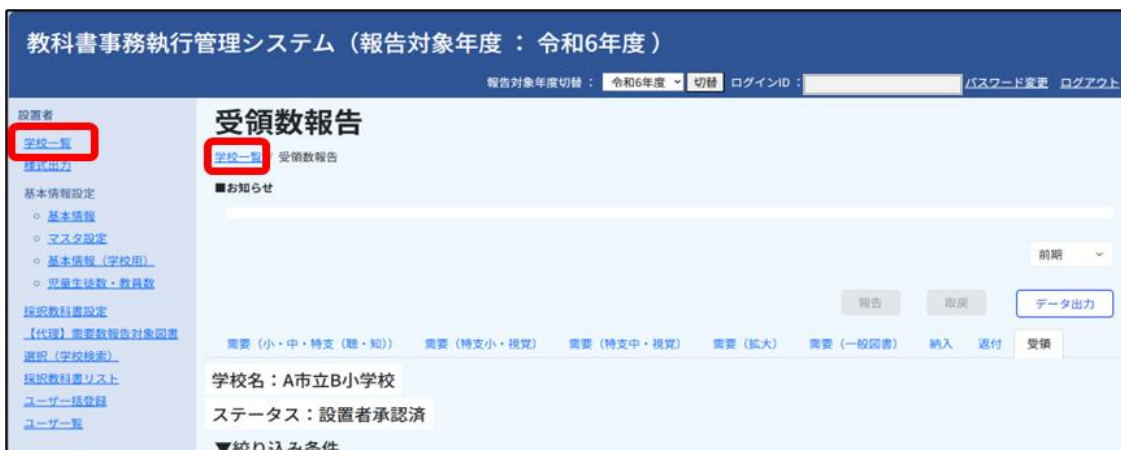 教科書事務執行管理システム（報告対象年度 ： 令和6年度 ）
報告対象年度切替 ： 令和6年度 切替 ログインID ： パスワード変更 ログアウト
設置者
学校一覧
様式出力
基本情報設定
基本情報
マスタ設定
基本情報（学校用）
児童生徒数・教員数
採択教科書設定
【代理】需要数報告対象図書
選択（学校検索）
採択教科書リスト
ユーザー括登録
ユーザ一覧
受領数報告
学校一覧 / 受領数報告
■お知らせ
前期
報告 取戻 データ出力
需要（小・中・特支（聴・知）） 需要（特支小・視覚） 需要（特支中・視覚） 需要（拡大） 需要（一般図書） 納入 返付 受領
学校名：A市立B小学校
ステータス：設置者承認済
▼絞り込み条件